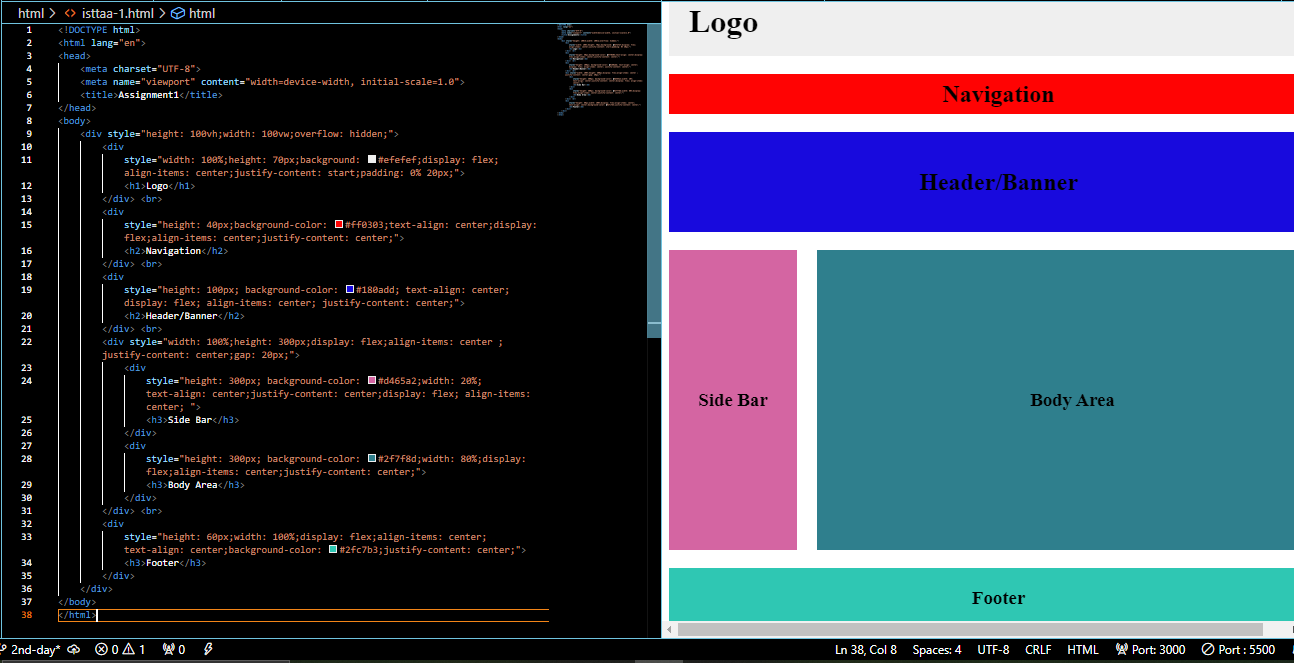 html > <> isttaa-1.html > html
1 <!DOCTYPE html>
2 <html lang="en">
3 <head>
4 <meta charset="UTF-8">
5 <meta name="viewport" content="width=device-width, initial-scale=1.0">
6 <title>Assignment1</title>
7 </head>
8 <body>
9 <div style="height: 100vh;width: 100vw;overflow: hidden;">
10 <div
11 style="width: 100%;height: 70px;background: #efefef;display: flex;
align-items: center;justify-content: start;padding: 0% 20px;">
12 <h1>Logo</h1>
13 </div> <br>
14 <div
15 style="height: 40px;background-color: #ff0303;text-align: center;display:
flex;align-items: center;justify-content: center;">
16 <h2>Navigation</h2>
17 </div> <br>
18 <div
19 style="height: 100px; background-color: #180add; text-align: center;
display: flex; align-items: center; justify-content: center;">
20 <h2>Header/Banner</h2>
21 </div> <br>
22 <div style="width: 100%;height: 300px;display: flex;align-items: center ;
justify-content: center;gap: 20px;">
23 <div
24 style="height: 300px; background-color: #d465a2;width: 20%;
text-align: center;justify-content: center;display: flex; align-items:
center; ">
25 <h3>Side Bar</h3>
26 </div>
27 <div
28 style="height: 300px; background-color: #2f7f8d;width: 80%;display:
flex;align-items: center;justify-content: center;">
29 <h3>Body Area</h3>
30 </div>
31 </div> <br>
32 <div
33 style="height: 60px;width: 100%;display: flex;align-items: center;
text-align: center;background-color: #2fc7b3;justify-content: center;">
34 <h3>Footer</h3>
35 </div>
36 </div>
37 </body>
38 </html>
Logo
Navigation
Header/Banner
Side Bar
Body Area
Footer
2nd-day* 0 1 0 Ln 38, Col 8 Spaces: 4 UTF-8 CRLF HTML Port: 3000 Port : 5500